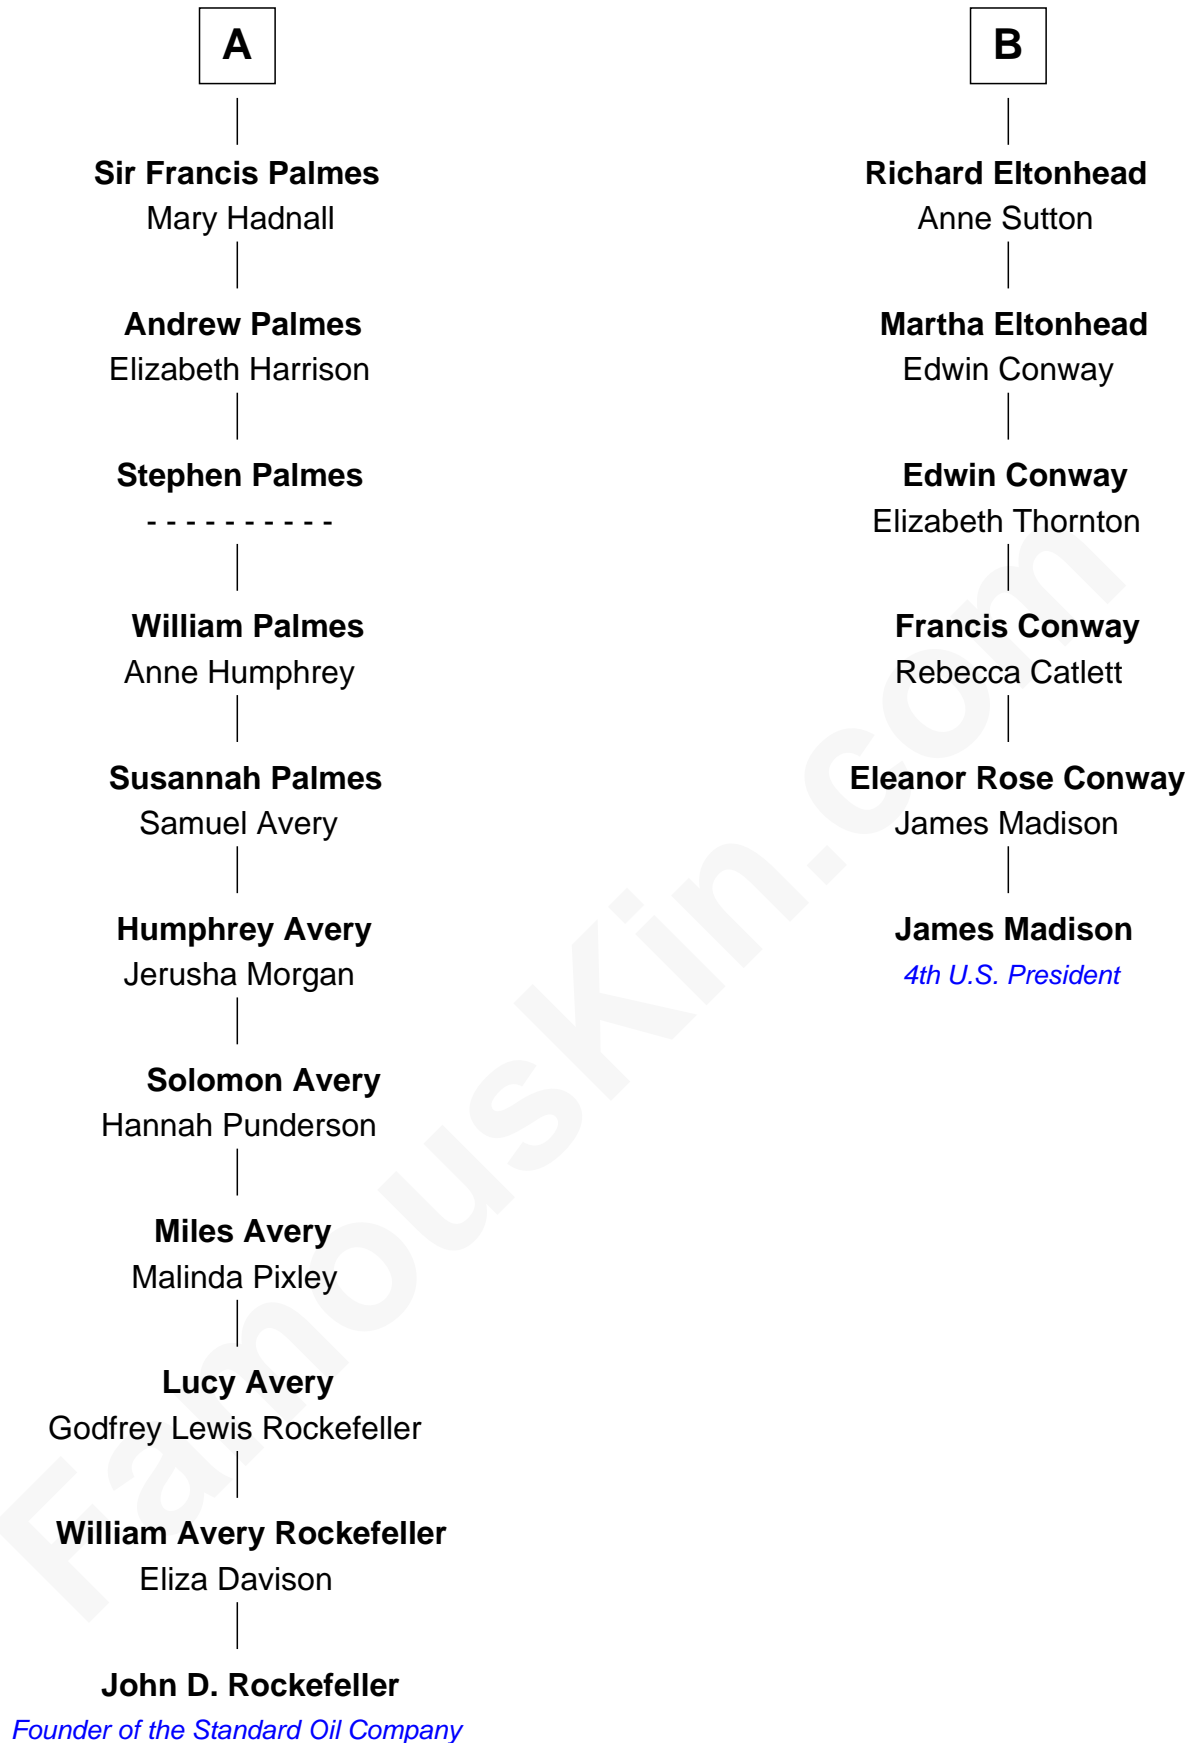 A
Sir Francis Palmes
Mary Hadnall
Andrew Palmes
Elizabeth Harrison
Stephen Palmes
- - - - - - - - - -
William Palmes
Anne Humphrey
Susannah Palmes
Samuel Avery
Humphrey Avery
Jerusha Morgan
Solomon Avery
Hannah Punderson
Miles Avery
Malinda Pixley
Lucy Avery
Godfrey Lewis Rockefeller
William Avery Rockefeller
Eliza Davison
John D. Rockefeller
Founder of the Standard Oil Company
B
Richard Eltonhead
Anne Sutton
Martha Eltonhead
Edwin Conway
Edwin Conway
Elizabeth Thornton
Francis Conway
Rebecca Catlett
Eleanor Rose Conway
James Madison
James Madison
4th U.S. President
FamousKin.com